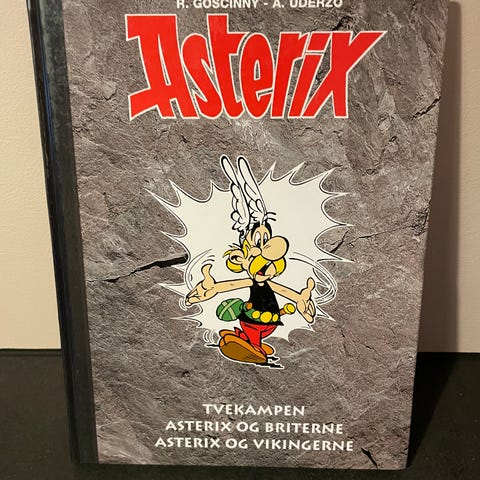 R. GOSCINNY - A. UDERZO
Asterix
TVEKAMPEN
ASTERIX OG BRITERNE
ASTERIX OG VIKINGERNE